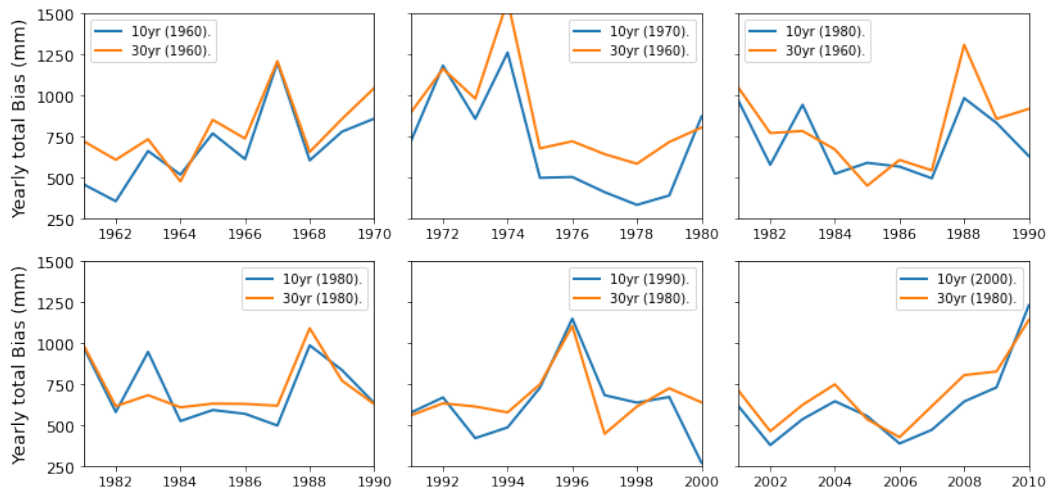 1500
1250
1000
750
500
250
Yearly total Bias (mm)
10yr (1960).
30yr (1960).
1962 1964 1966 1968 1970
10yr (1970).
30yr (1960).
1972 1974 1976 1978 1980
10yr (1980).
30yr (1960).
1982 1984 1986 1988 1990
1500
1250
1000
750
500
250
Yearly total Bias (mm)
10yr (1980).
30yr (1980).
1982 1984 1986 1988 1990
10yr (1990).
30yr (1980).
1992 1994 1996 1998 2000
10yr (2000).
30yr (1980).
2002 2004 2006 2008 2010